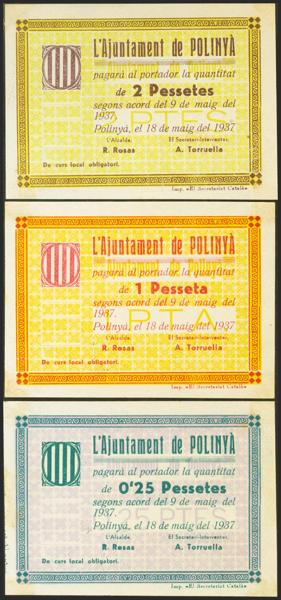 L'Ajuntament de POLINYÀ
pagarà al portador la quantitat
de 2 Pessetes
segons acord del 9 de maig del
1937.
PTES
Polinyà, el 18 de maig del 1937
L'Alcalde, El Secretari-Interventor,
R. Rosas A. Torruella
De curs local obligatori.
Imp. «El Secretariat Català»
L'Ajuntament de POLINYÀ
pagarà al portador la quantitat
de 1 Pesseta
segons acord del 9 de maig del
1937.
PTA
Polinyà, el 18 de maig del 1937
L'Alcalde, El Secretari-Interventor,
R. Rosas A. Torruella
De curs local obligatori.
Imp. «El Secretariat Català»
L'Ajuntament de POLINYÀ
pagarà al portador la quantitat
de 0'25 Pessetes
segons acord del 9 de maig del
1937.
Polinyà, el 18 de maig del 1937
L'Alcalde, El Secretari-Interventor,
R. Rosas A. Torruella
De curs local obligatori.
Imp. «El Secretariat Català»